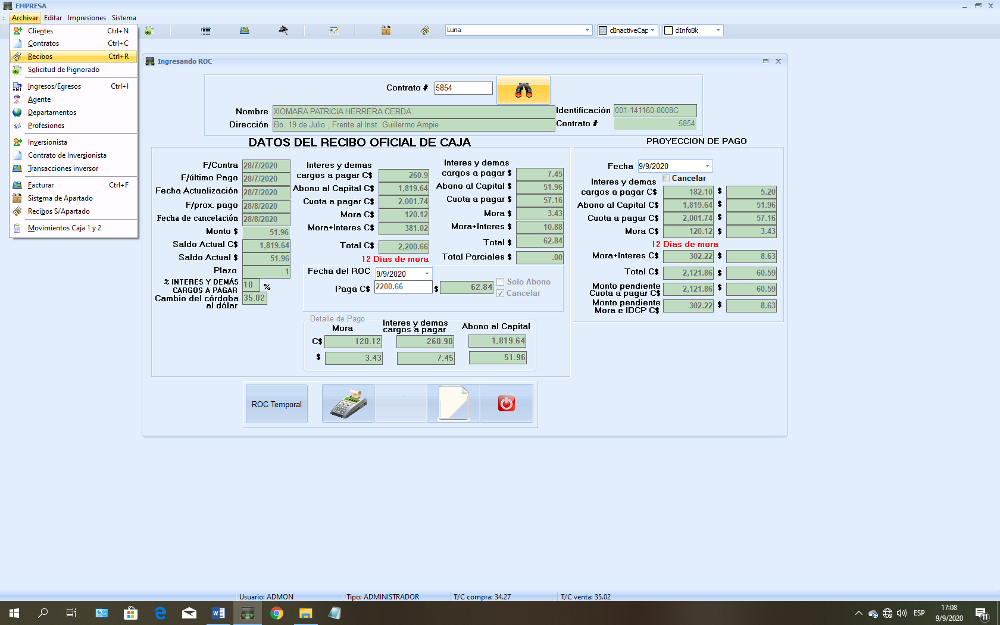 EMPRESA
Archivar Editar Impresiones Sistema
Luna
clInactiveCap
clInfoBk
Clientes Ctrl+N
Contratos Ctrl+C
Recibos Ctrl+R
Solicitud de Pignorado
Ingresos/Egresos Ctrl+I
Agente
Departamentos
Profesiones
Inversionista
Contrato de Inversionista
Transacciones inversor
Facturar Ctrl+F
Sistema de Apartado
Recibos S/Apartado
Movimientos Caja 1 y 2
Ingresando ROC
Contrato # 5854
Nombre XIOMARA PATRICIA HERRERA CERDA
Identificación 001-141160-0008C
Dirección Bo. 19 de Julio , Frente al Inst. Guillermo Ampie
Contrato # 5854
DATOS DEL RECIBO OFICIAL DE CAJA
F/Contra 28/7/2020
F/último Pago 28/7/2020
Fecha Actualización 28/7/2020
F/prox. pago 28/8/2020
Fecha de cancelación 28/8/2020
Monto $ 51.96
Saldo Actual C$ 1,819.64
Saldo Actual $ 51.96
Plazo 1
% INTERES Y DEMÁS
CARGOS A PAGAR 10 %
Cambio del córdoba
al dólar 35.02
Interes y demas
cargos a pagar C$ 260.9
Abono al Capital C$ 1,819.64
Cuota a pagar C$ 2,001.74
Mora C$ 120.12
Mora+Interes C$ 381.02
Total C$ 2,200.66
12 Dias de mora
Interes y demas
cargos a pagar $ 7.45
Abono al Capital $ 51.96
Cuota a pagar $ 57.16
Mora $ 3.43
Mora+Interes $ 10.88
Total $ 62.84
Total Parciales $ .00
Fecha del ROC 9/9/2020
Paga C$ 2200.66 $ 62.84
Solo Abono
Cancelar
Detalle de Pago
Mora
Interes y demas
cargos a pagar
Abono al Capital
C$ 120.12 260.90 1,819.64
$ 3.43 7.45 51.96
ROC Temporal
PROYECCION DE PAGO
Fecha 9/9/2020
Cancelar
Interes y demas
cargos a pagar C$ 182.10 $ 5.20
Abono al Capital C$ 1,819.64 $ 51.96
Cuota a pagar C$ 2,001.74 $ 57.16
Mora C$ 120.12 $ 3.43
12 Dias de mora
Mora+Interes C$ 302.22 $ 8.63
Total C$ 2,121.86 $ 60.59
Monto pendiente
Cuota a pagar C$ 2,121.86 $ 60.59
Monto pendiente
Mora e IDCP C$ 302.22 $ 8.63
Usuario: ADMON
Tipo: ADMINISTRADOR
T/C compra: 34.27
T/C venta: 35.02
ESP
17:08
9/9/2020
11